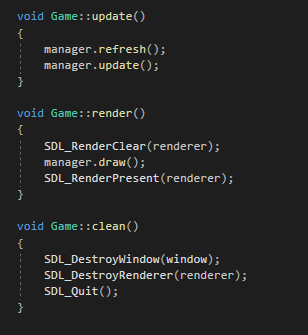 void Game::update()
{
    manager.refresh();
    manager.update();
}

void Game::render()
{
    SDL_RenderClear(renderer);
    manager.draw();
    SDL_RenderPresent(renderer);
}

void Game::clean()
{
    SDL_DestroyWindow(window);
    SDL_DestroyRenderer(renderer);
    SDL_Quit();
}